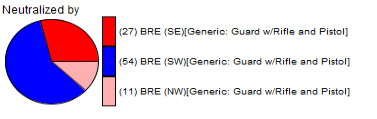 Neutralized by
(27) BRE (SE)[Generic: Guard w/Rifle and Pistol]
(54) BRE (SW)[Generic: Guard w/Rifle and Pistol]
(11) BRE (NW)[Generic: Guard w/Rifle and Pistol]